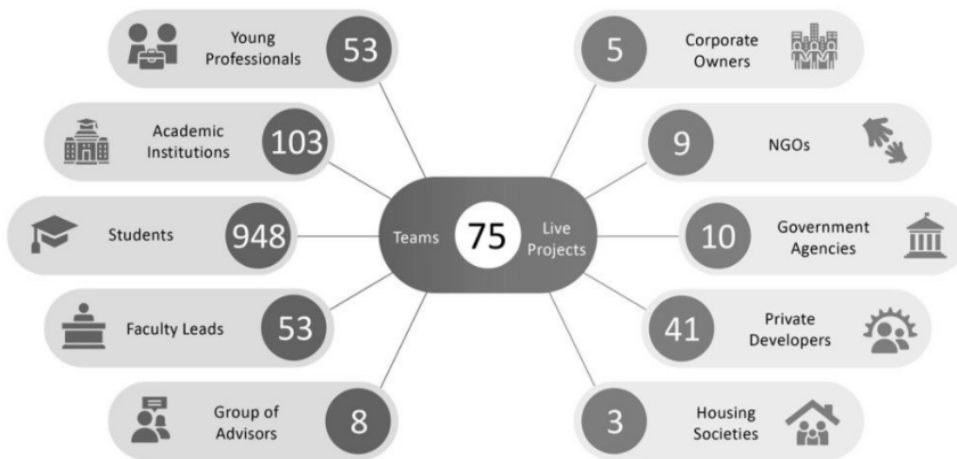 Young
Professionals
53
Academic
Institutions
103
Students
948
Faculty Leads
53
Group of
Advisors
8
Teams
75
Live
Projects
5
Corporate
Owners
9
NGOs
10
Government
Agencies
41
Private
Developers
3
Housing
Societies